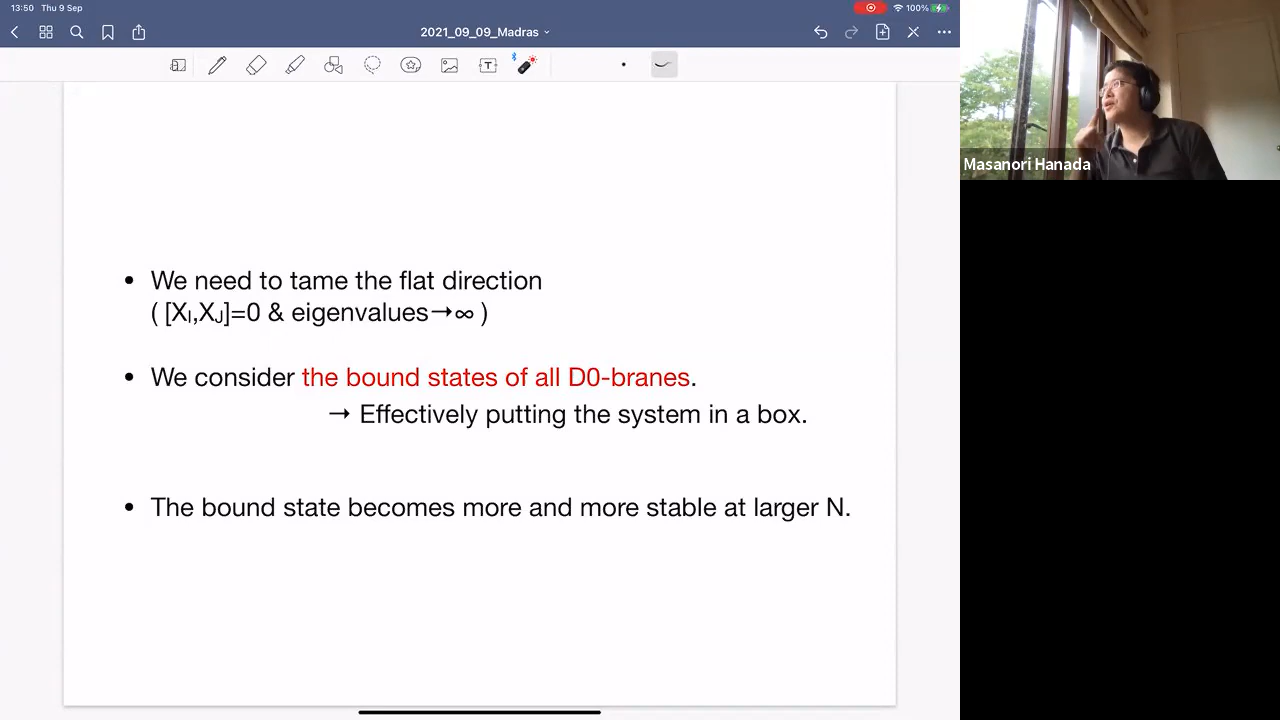 13:50 Thu 9 Sep
100%
2021_09_09_Madras
T
• We need to tame the flat direction
( [XI,XJ]=0 & eigenvalues→∞ )
• We consider the bound states of all D0-branes.
→ Effectively putting the system in a box.
• The bound state becomes more and more stable at larger N.
Masanori Hanada